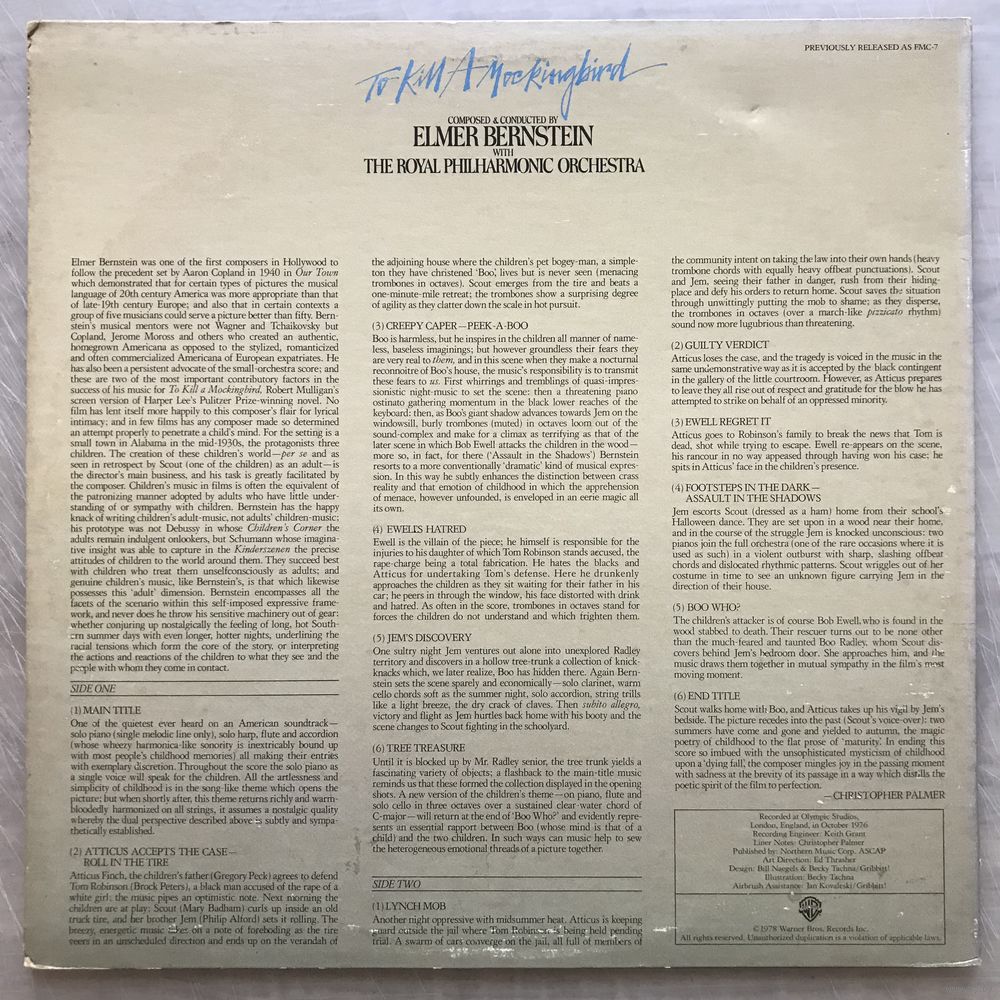 PREVIOUSLY RELEASED AS FMC-7
To Kill A Mockingbird
COMPOSED & CONDUCTED BY
ELMER BERNSTEIN
WITH
THE ROYAL PHILHARMONIC ORCHESTRA
Elmer Bernstein was one of the first composers in Hollywood to
follow the precedent set by Aaron Copland in 1940 in Our Town
which demonstrated that for certain types of pictures the musical
language of 20th century America was more appropriate than that
of late-19th century Europe; and also that in certain contexts a
group of five musicians could serve a picture better than fifty. Bern-
stein's musical mentors were not Wagner and Tchaikovsky but
Copland, Jerome Moross and others who created an authentic,
homegrown Americana as opposed to the stylized, romanticized
and often commercialized Americana of European expatriates. He
has also been a persistent advocate of the small-orchestra score; and
these are two of the most important contributory factors in the
success of his music for To Kill a Mockingbird, Robert Mulligan's
screen version of Harper Lee's Pulitzer Prize-winning novel. No
film has lent itself more happily to this composer's flair for lyrical
intimacy; and in few films has any composer made so determined
an attempt properly to penetrate a child's mind. For the setting is a
small town in Alabama in the mid-1930s, the protagonists three
children. The creation of these children's world—per se and as
seen in retrospect by Scout (one of the children) as an adult—is
the director's main business, and his task is greatly facilitated by
the composer. Children's music in films is often the equivalent of
the patronizing manner adopted by adults who have little under-
standing of or sympathy with children. Bernstein has the happy
knack of writing children's adult-music, not adults' children-music;
his prototype was not Debussy in whose Children's Corner the
adults remain indulgent onlookers, but Schumann whose imagina-
tive insight was able to capture in the Kinderszenen the precise
attitudes of children to the world around them. They succeed best
with children who treat them unselfconsciously as adults; and
genuine children's music, like Bernstein's, is that which likewise
possesses this 'adult' dimension. Bernstein encompasses all the
facets of the scenario within this self-imposed expressive frame-
work, and never does he throw his sensitive machinery out of gear:
whether conjuring up nostalgically the feeling of long, hot South-
ern summer days with even longer, hotter nights, underlining the
racial tensions which form the core of the story, or interpreting
the actions and reactions of the children to what they see and the
people with whom they come in contact.
SIDE ONE
(1) MAIN TITLE
One of the quietest ever heard on an American soundtrack—
solo piano (single melodic line only), solo harp, flute and accordion
(whose wheezy harmonica-like sonority is inextricably bound up
with most people's childhood memories) all making their entries
with exemplary discretion. Throughout the score the solo piano as
a single voice will speak for the children. All the artlessness and
simplicity of childhood is in the song-like theme which opens the
picture; but when shortly after, this theme returns richly and warm-
bloodedly harmonized on all strings, it assumes a nostalgic quality
whereby the dual perspective described above is subtly and sympa-
thetically established.
(2) ATTICUS ACCEPTS THE CASE—
ROLL IN THE TIRE
Atticus Finch, the children's father (Gregory Peck) agrees to defend
Tom Robinson (Brock Peters), a black man accused of the rape of a
white girl; the music pipes an optimistic note. Next morning the
children are at play; Scout (Mary Badham) curls up inside an old
truck tire, and her brother Jem (Philip Alford) sets it rolling. The
breezy, energetic music takes on a note of foreboding as the tire
veers in an unscheduled direction and ends up on the verandah of
the adjoining house where the children's pet bogey-man, a simple-
ton they have christened 'Boo', lives but is never seen (menacing
trombones in octaves). Scout emerges from the tire and beats a
one-minute-mile retreat; the trombones show a surprising degree
of agility as they clatter down the scale in hot pursuit.
(3) CREEPY CAPER—PEEK-A-BOO
Boo is harmless, but he inspires in the children all manner of name-
less, baseless imaginings; but however groundless their fears they
are very real to them, and in this scene when they make a nocturnal
reconnoitre of Boo's house, the music's responsibility is to transmit
these fears to us. First whirrings and tremblings of quasi-impres-
sionistic night-music to set the scene: then a threatening piano
ostinato gathering momentum in the black lower reaches of the
keyboard: then, as Boo's giant shadow advances towards Jem on the
windowsill, burly trombones (muted) in octaves loom out of the
sound-complex and make for a climax as terrifying as that of the
later scene in which Bob Ewell attacks the children in the wood—
more so, in fact, for there ('Assault in the Shadows') Bernstein
resorts to a more conventionally 'dramatic' kind of musical expres-
sion. In this way he subtly enhances the distinction between crass
reality and that emotion of childhood in which the apprehension
of menace, however unfounded, is enveloped in an eerie magic all
its own.
(4) EWELL'S HATRED
Ewell is the villain of the piece; he himself is responsible for the
injuries to his daughter of which Tom Robinson stands accused, the
rape-charge being a total fabrication. He hates the blacks and
Atticus for undertaking Tom's defense. Here he drunkenly
approaches the children as they sit waiting for their father in his
car; he peers in through the window, his face distorted with drink
and hatred. As often in the score, trombones in octaves stand for
forces the children do not understand and which frighten them.
(5) JEM'S DISCOVERY
One sultry night Jem ventures out alone into unexplored Radley
territory and discovers in a hollow tree-trunk a collection of knick-
knacks which, we later realize, Boo has hidden there. Again Bern-
stein sets the scene sparely and economically—solo clarinet, warm
cello chords soft as the summer night, solo accordion, string trills
like a light breeze, the dry crack of claves. Then subito allegro,
victory and flight as Jem hurtles back home with his booty and the
scene changes to Scout fighting in the schoolyard.
(6) TREE TREASURE
Until it is blocked up by Mr. Radley senior, the tree trunk yields a
fascinating variety of objects; a flashback to the main-title music
reminds us that these formed the collection displayed in the opening
shots. A new version of the children's theme—on piano, flute and
solo cello in three octaves over a sustained clear-water chord of
C-major—will return at the end of 'Boo Who?' and evidently repre-
sents an essential rapport between Boo (whose mind is that of a
child) and the two children. In such ways can music help to sew
the heterogeneous emotional threads of a picture together.
SIDE TWO
(1) LYNCH MOB
Another night oppressive with midsummer heat. Atticus is keeping
guard outside the jail where Tom Robinson is being held pending
trial. A swarm of cars converge on the jail, all full of members of
the community intent on taking the law into their own hands (heavy
trombone chords with equally heavy offbeat punctuations). Scout
and Jem, seeing their father in danger, rush from their hiding-
place and defy his orders to return home. Scout saves the situation
through unwittingly putting the mob to shame; as they disperse,
the trombones in octaves (over a march-like pizzicato rhythm)
sound now more lugubrious than threatening.
(2) GUILTY VERDICT
Atticus loses the case, and the tragedy is voiced in the music in the
same undemonstrative way as it is accepted by the black contingent
in the gallery of the little courtroom. However, as Atticus prepares
to leave they all rise out of respect and gratitude for the blow he has
attempted to strike on behalf of an oppressed minority.
(3) EWELL REGRET IT
Atticus goes to Robinson's family to break the news that Tom is
dead, shot while trying to escape. Ewell re-appears on the scene,
his rancour in no way appeased through having won his case; he
spits in Atticus' face in the children's presence.
(4) FOOTSTEPS IN THE DARK—
ASSAULT IN THE SHADOWS
Jem escorts Scout (dressed as a ham) home from their school's
Halloween dance. They are set upon in a wood near their home,
and in the course of the struggle Jem is knocked unconscious: two
pianos join the full orchestra (one of the rare occasions where it is
used as such) in a violent outburst with sharp, slashing offbeat
chords and dislocated rhythmic patterns. Scout wriggles out of her
costume in time to see an unknown figure carrying Jem in the
direction of their house.
(5) BOO WHO?
The children's attacker is of course Bob Ewell, who is found in the
wood stabbed to death. Their rescuer turns out to be none other
than the much-feared and taunted Boo Radley, whom Scout dis-
covers behind Jem's bedroom door. She approaches him, and the
music draws them together in mutual sympathy in the film's most
moving moment.
(6) END TITLE
Scout walks home with Boo, and Atticus takes up his vigil by Jem's
bedside. The picture recedes into the past (Scout's voice-over): two
summers have come and gone and yielded to autumn, the magic
poetry of childhood to the flat prose of 'maturity'. In ending this
score so imbued with the unsophisticated mysticism of childhood
upon a 'dying fall', the composer mingles joy in the passing moment
with sadness at the brevity of its passage in a way which distills the
poetic spirit of the film to perfection.
—CHRISTOPHER PALMER
Recorded at Olympic Studios,
London, England, in October 1976
Recording Engineer: Keith Grant
Liner Notes: Christopher Palmer
Published by: Northern Music Corp. ASCAP
Art Direction: Ed Thrasher
Design: Bill Naegels & Becky Tachna/Gribbitt!
Illustration: Becky Tachna
Airbrush Assistance: Jan Kovaleski/Gribbitt!
©1978 Warner Bros. Records Inc.
All rights reserved. Unauthorized duplication is a violation of applicable laws.